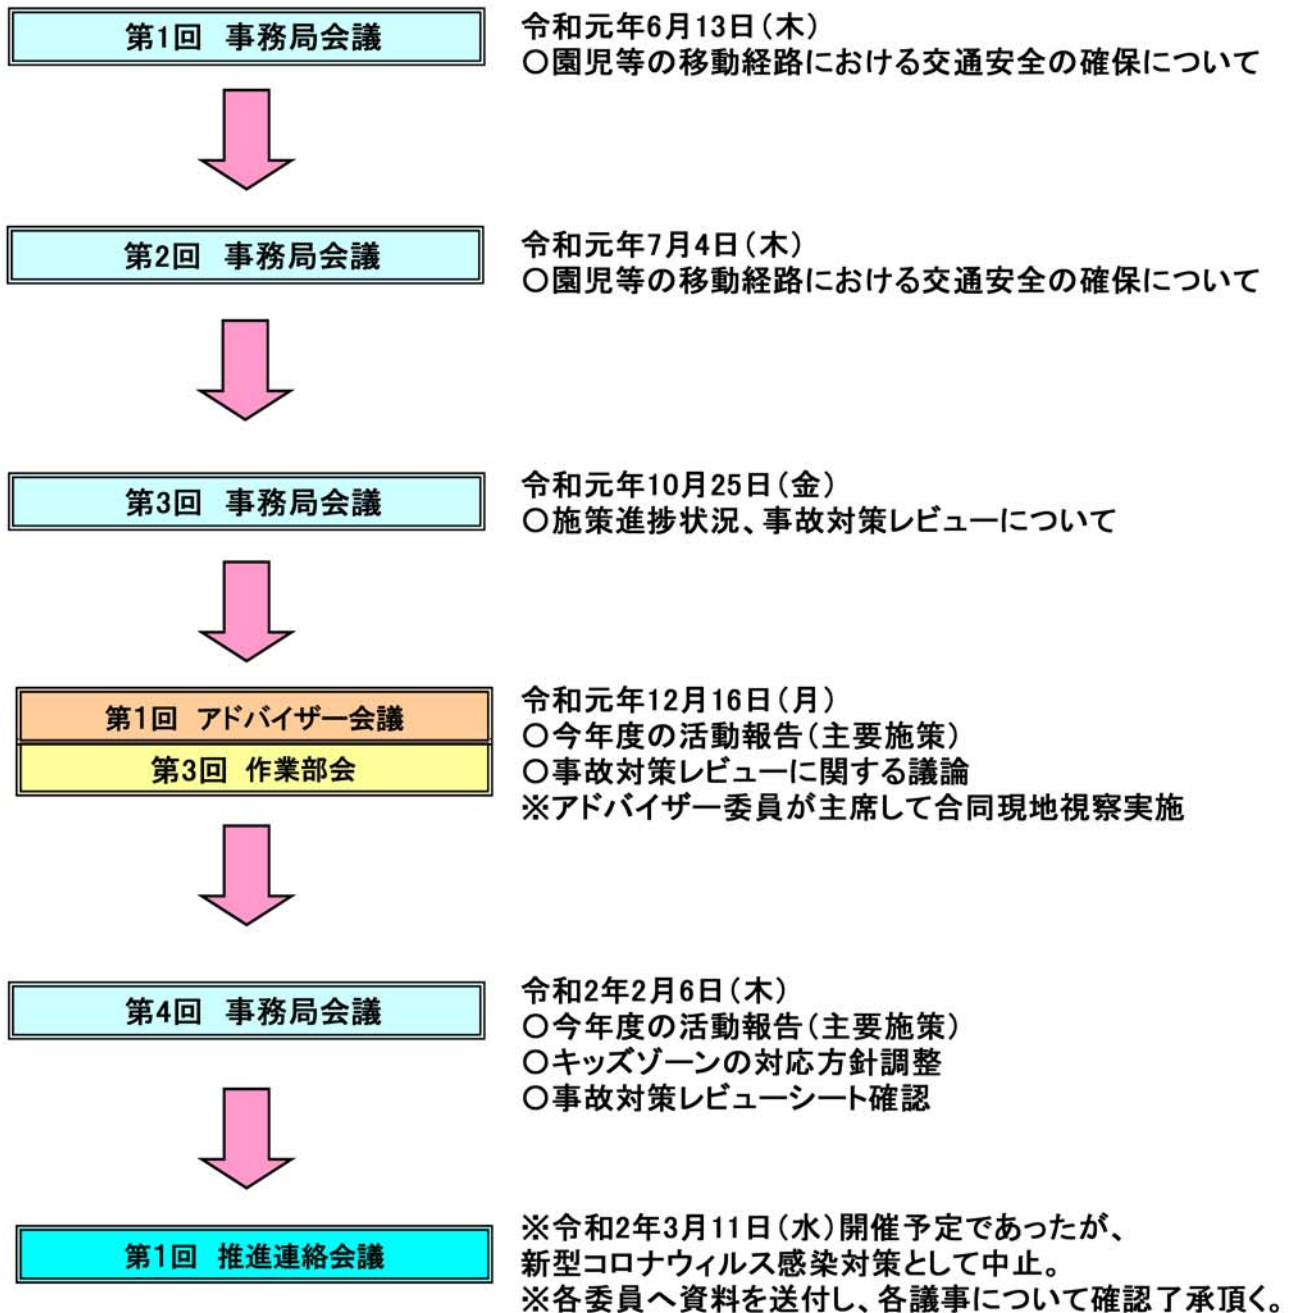 第1回 事務局会議
令和元年6月13日(木)
○園児等の移動経路における交通安全の確保について
第2回 事務局会議
令和元年7月4日(木)
○園児等の移動経路における交通安全の確保について
第3回 事務局会議
令和元年10月25日(金)
○施策進捗状況、事故対策レビューについて
第1回 アドバイザー会議
第3回 作業部会
令和元年12月16日(月)
○今年度の活動報告(主要施策)
○事故対策レビューに関する議論
※アドバイザー委員が主席して合同現地視察実施
第4回 事務局会議
令和2年2月6日(木)
○今年度の活動報告(主要施策)
○キッズゾーンの対応方針調整
○事故対策レビューシート確認
第1回 推進連絡会議
※令和2年3月11日(水)開催予定であったが、
新型コロナウィルス感染対策として中止。
※各委員へ資料を送付し、各議事について確認了承頂く。